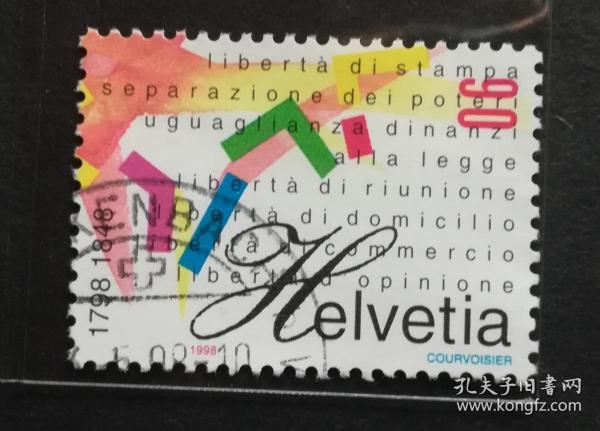 libertà di stampa
separazione dei poteri
uguaglianza dinanzi
alla legge
libertà di riunione
libertà di domicilio
libertà di commercio
libertà d opinione
90
1798 1848
Helvetia
1998
COURVOISIER
孔夫子旧书网
www.kongfz.com